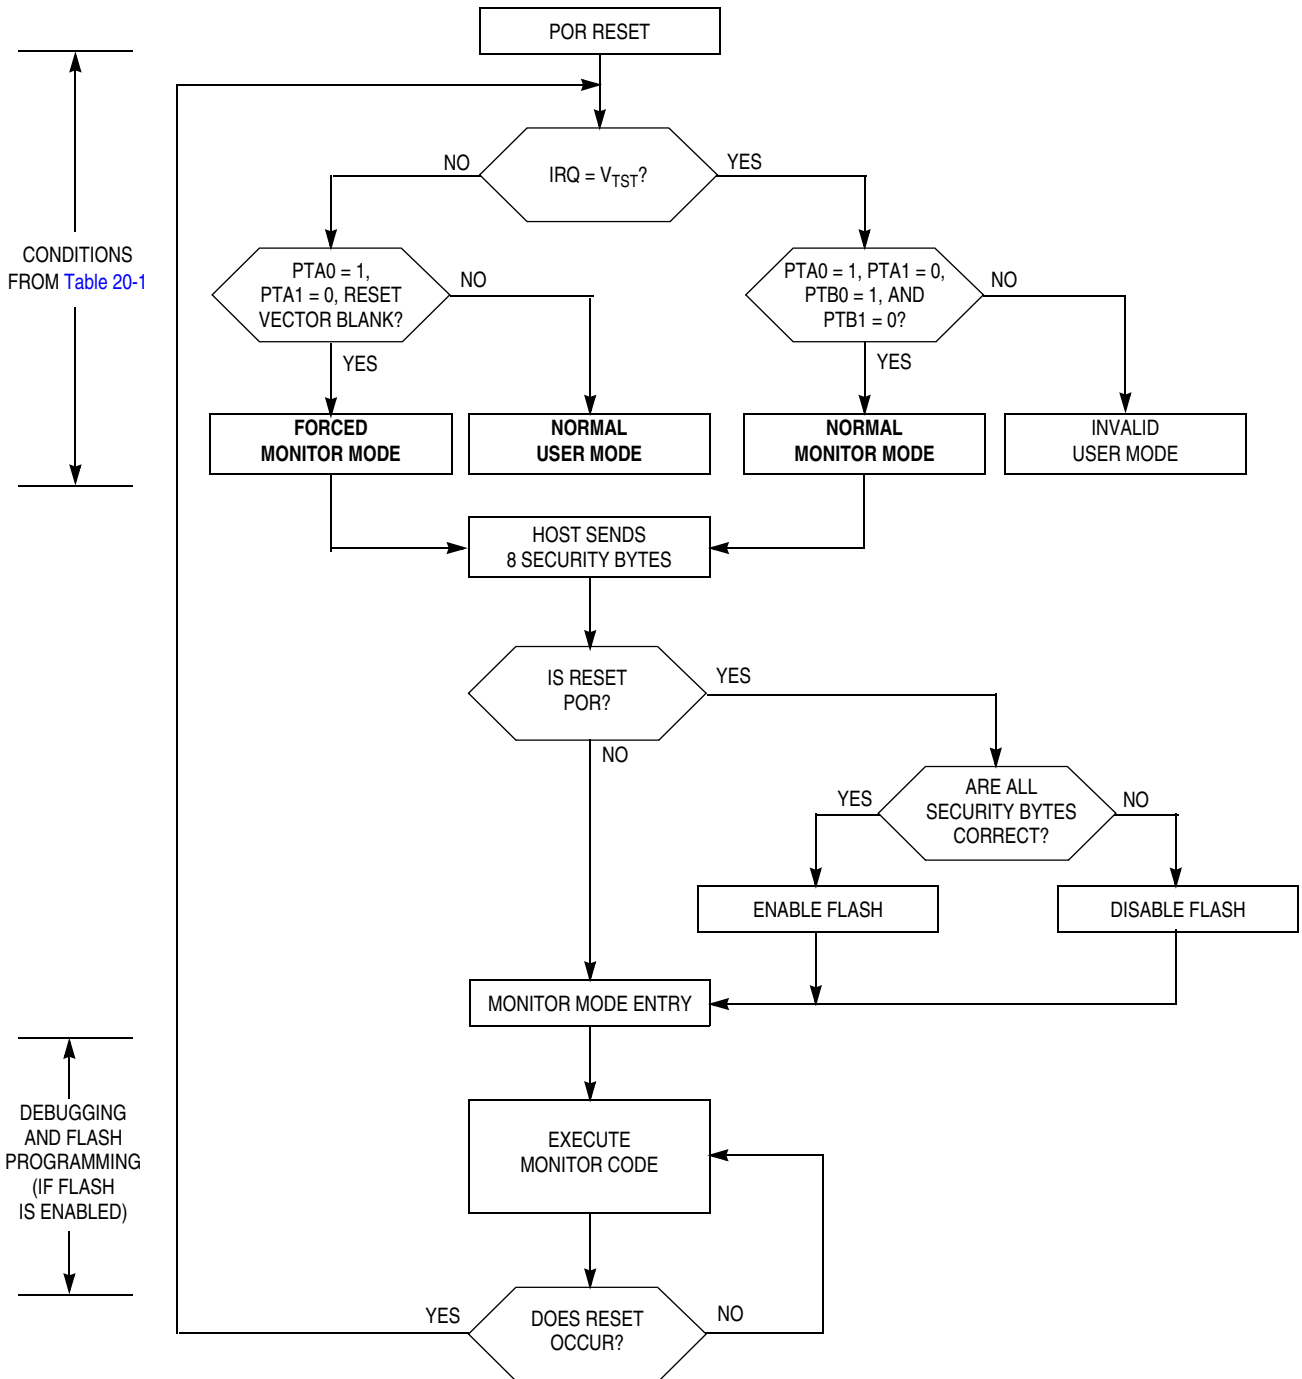 POR RESET
NO
YES
IRQ = VTST?
CONDITIONS
FROM Table 20-1
PTA0 = 1,
PTA1 = 0, RESET
VECTOR BLANK?
NO
YES
PTA0 = 1, PTA1 = 0,
PTB0 = 1, AND
PTB1 = 0?
NO
YES
FORCED
MONITOR MODE
NORMAL
USER MODE
NORMAL
MONITOR MODE
INVALID
USER MODE
HOST SENDS
8 SECURITY BYTES
IS RESET
POR?
YES
NO
ARE ALL
SECURITY BYTES
CORRECT?
YES
NO
ENABLE FLASH
DISABLE FLASH
MONITOR MODE ENTRY
DEBUGGING
AND FLASH
PROGRAMMING
(IF FLASH
IS ENABLED)
EXECUTE
MONITOR CODE
YES
DOES RESET
OCCUR?
NO